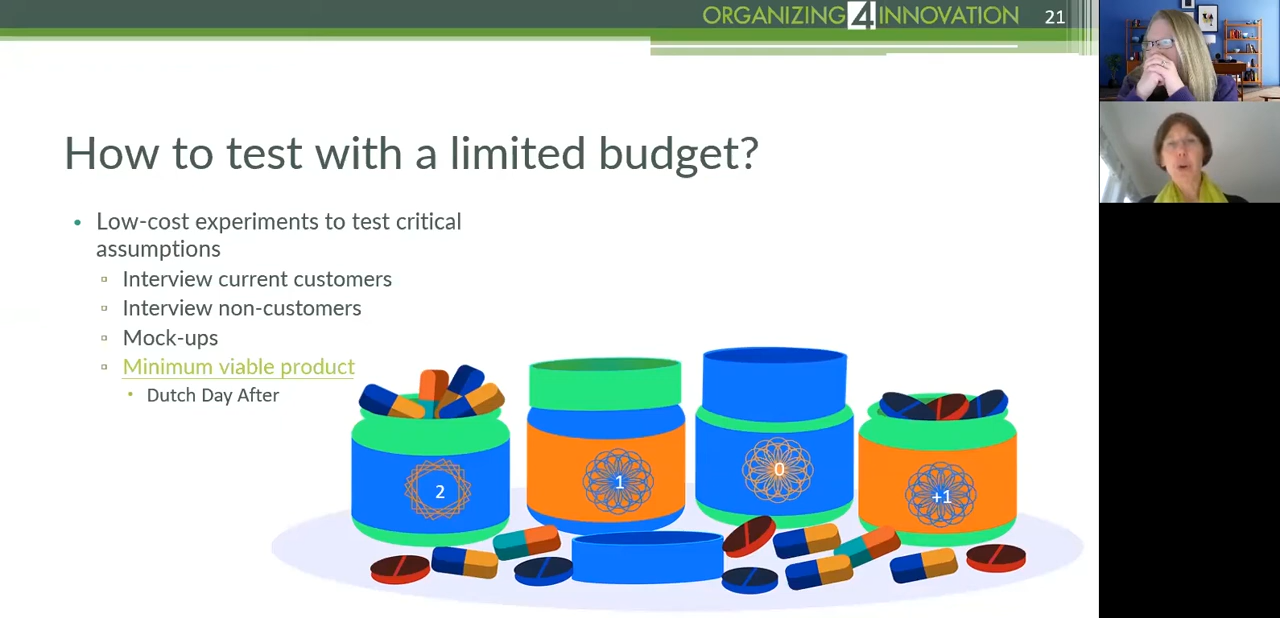 ORGANIZING4INNOVATION 21
How to test with a limited budget?
• Low-cost experiments to test critical
assumptions
▫ Interview current customers
▫ Interview non-customers
▫ Mock-ups
▫ Minimum viable product
• Dutch Day After
2
1
0
+1